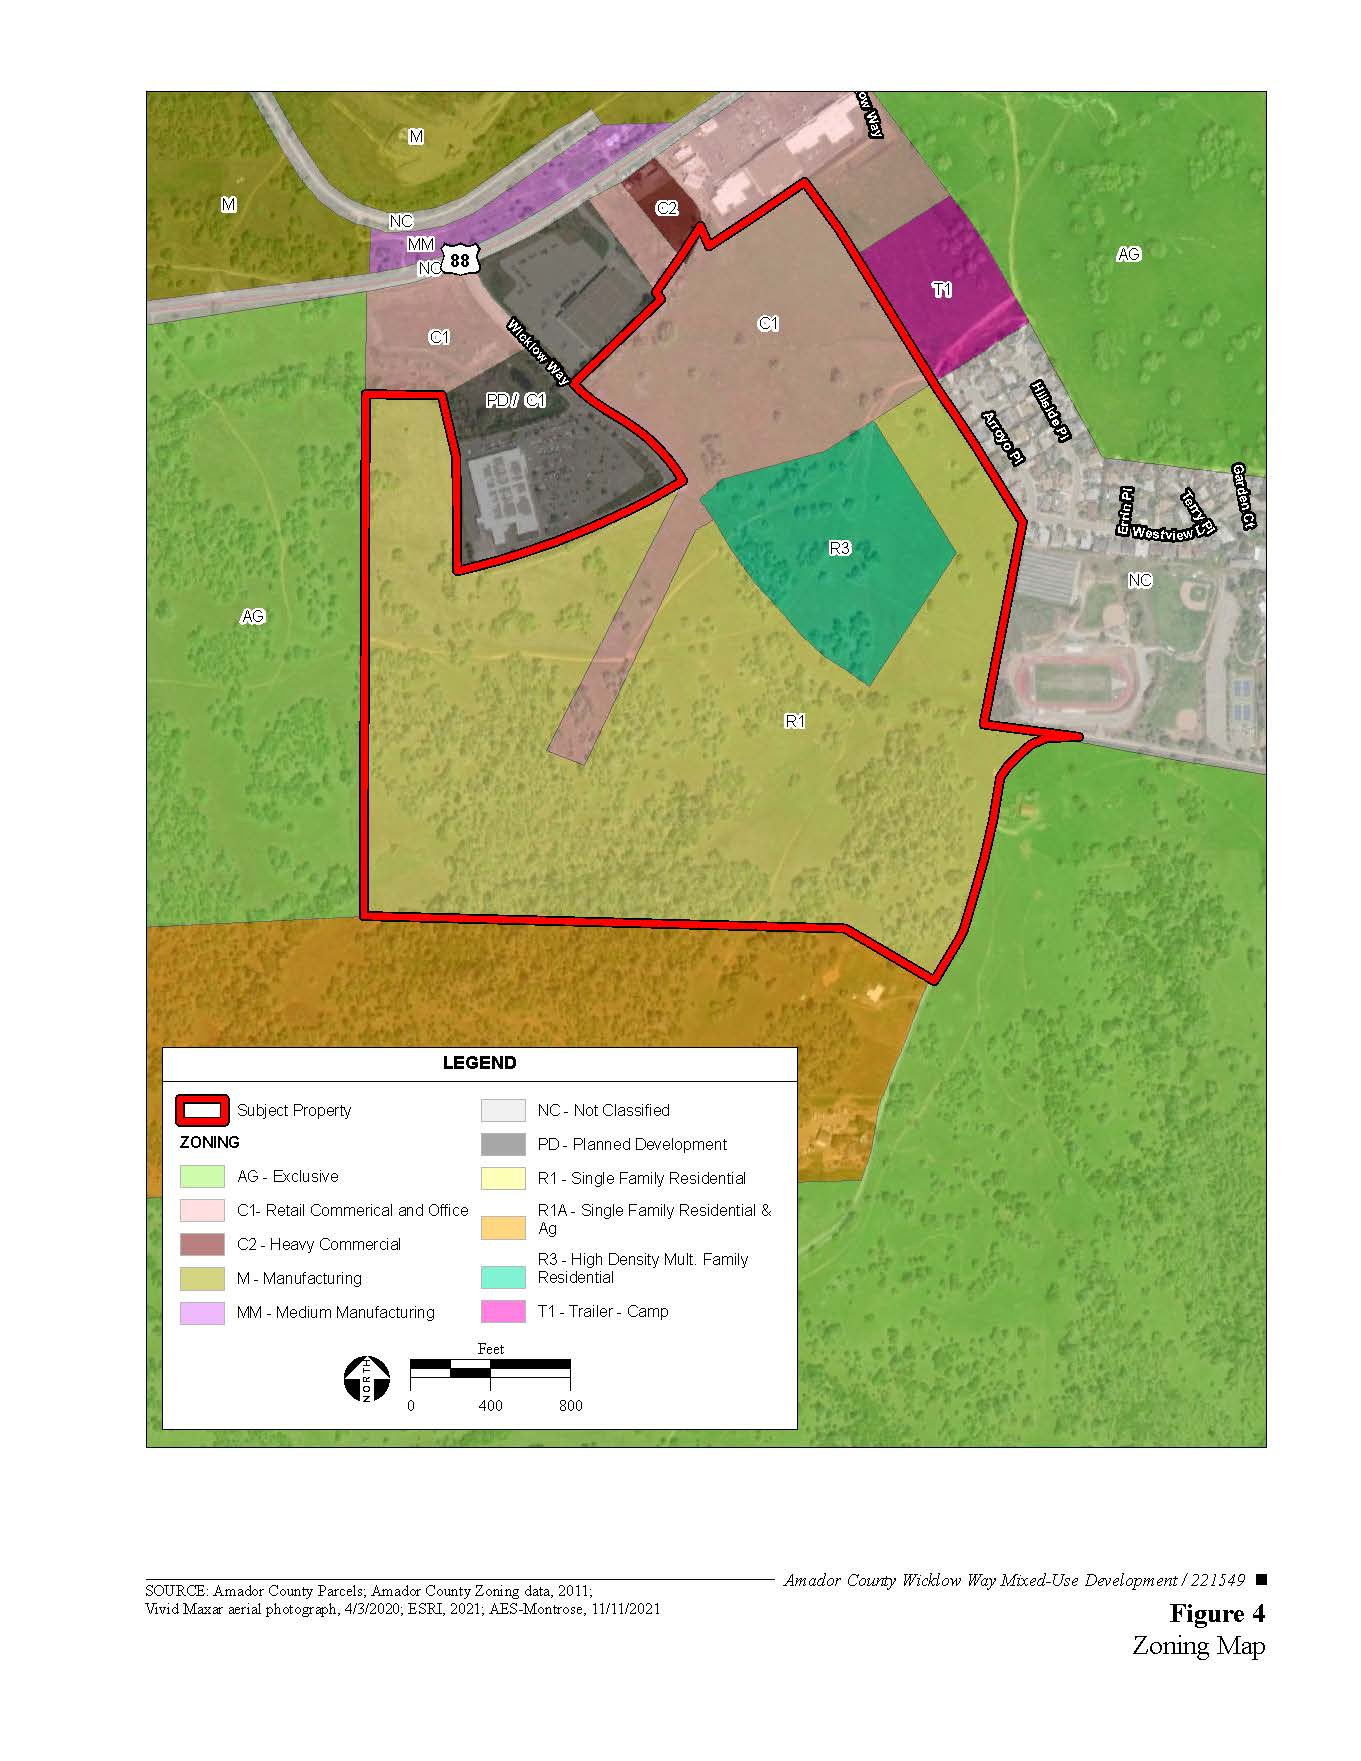 ow Way
M
M
C2
NC
MM
NC
88
AG
T1
C1
C1
Wicklow Way
PD / C1
Hillside Pl
Arroyo Pl
Garden Ct
Errin Pl
Terry Pl
Westview
R3
NC
AG
R1
LEGEND
Subject Property
ZONING
AG - Exclusive
C1- Retail Commerical and Office
C2 - Heavy Commercial
M - Manufacturing
MM - Medium Manufacturing
NC - Not Classified
PD - Planned Development
R1 - Single Family Residential
R1A - Single Family Residential &
Ag
R3 - High Density Mult. Family
Residential
T1 - Trailer - Camp
NORTH
Feet
0 400 800
SOURCE: Amador County Parcels; Amador County Zoning data, 2011;
Vivid Maxar aerial photograph, 4/3/2020; ESRI, 2021; AES-Montrose, 11/11/2021
Amador County Wicklow Way Mixed-Use Development / 221549
Figure 4
Zoning Map